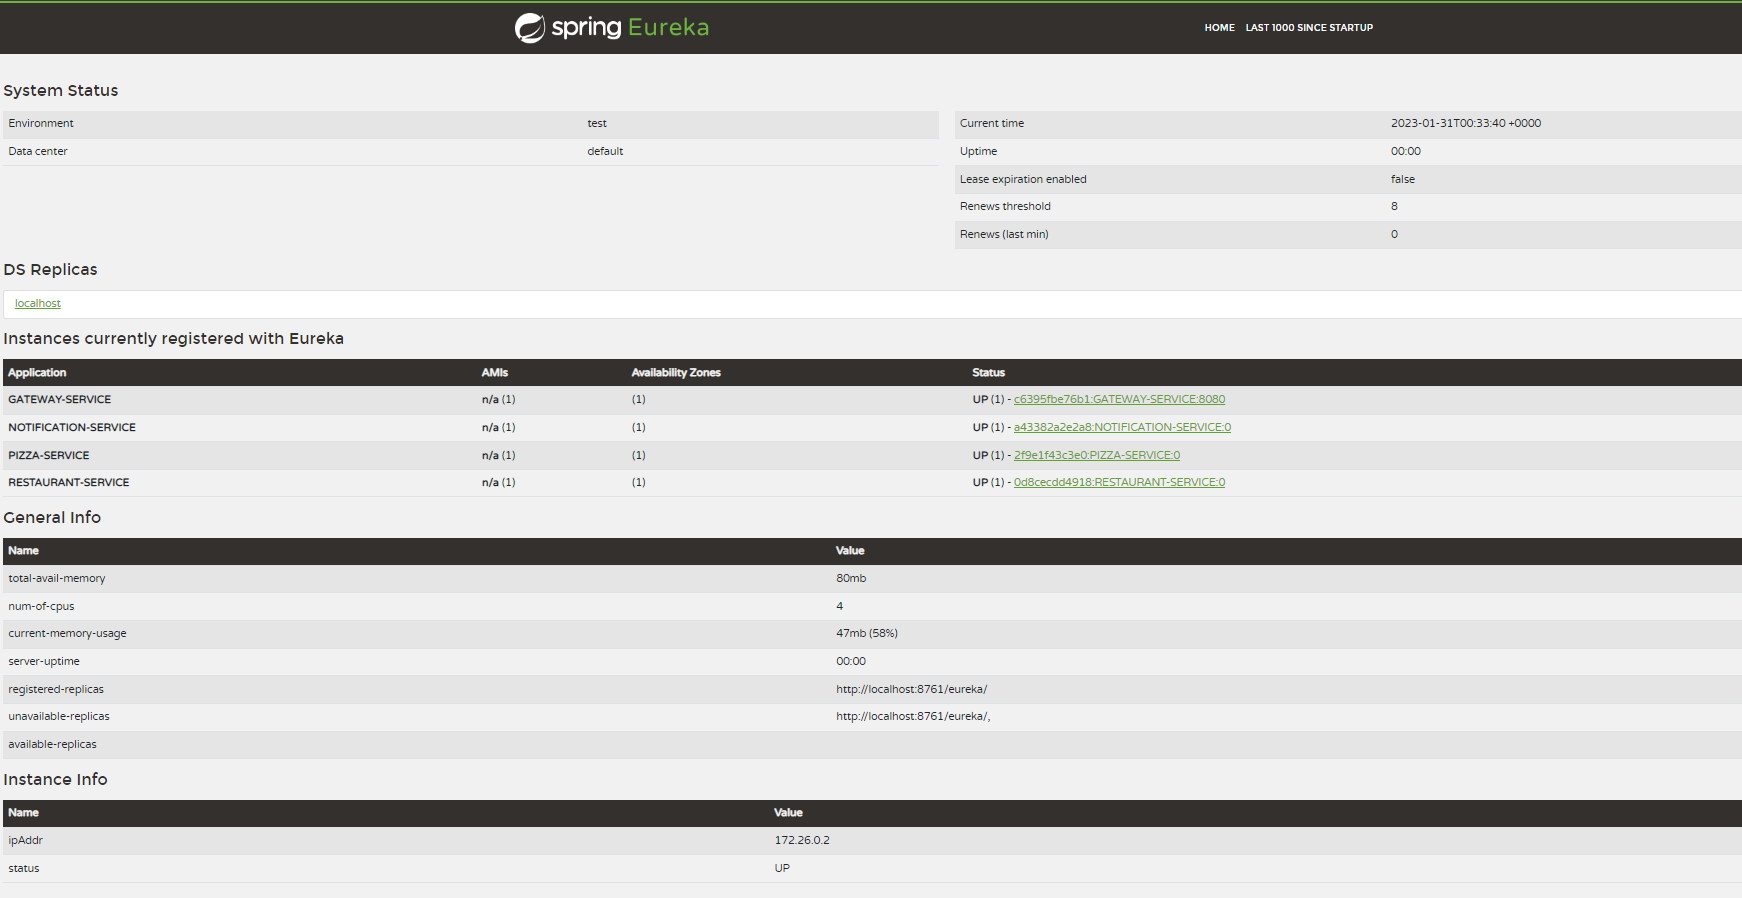 spring Eureka
HOME LAST 1000 SINCE STARTUP
System Status
Environment test
Data center default
Current time 2023-01-31T00:33:40 +0000
Uptime 00:00
Lease expiration enabled false
Renews threshold 8
Renews (last min) 0
DS Replicas
localhost
Instances currently registered with Eureka
Application AMIs Availability Zones Status
GATEWAY-SERVICE n/a (1) (1) UP (1) - c6395fbe76b1:GATEWAY-SERVICE:8080
NOTIFICATION-SERVICE n/a (1) (1) UP (1) - a43382a2e2a8:NOTIFICATION-SERVICE:0
PIZZA-SERVICE n/a (1) (1) UP (1) - 2f9e1f43c3e0:PIZZA-SERVICE:0
RESTAURANT-SERVICE n/a (1) (1) UP (1) - 0d8cecdd4918:RESTAURANT-SERVICE:0
General Info
Name Value
total-avail-memory 80mb
num-of-cpus 4
current-memory-usage 47mb (58%)
server-uptime 00:00
registered-replicas http://localhost:8761/eureka/
unavailable-replicas http://localhost:8761/eureka/,
available-replicas
Instance Info
Name Value
ipAddr 172.26.0.2
status UP